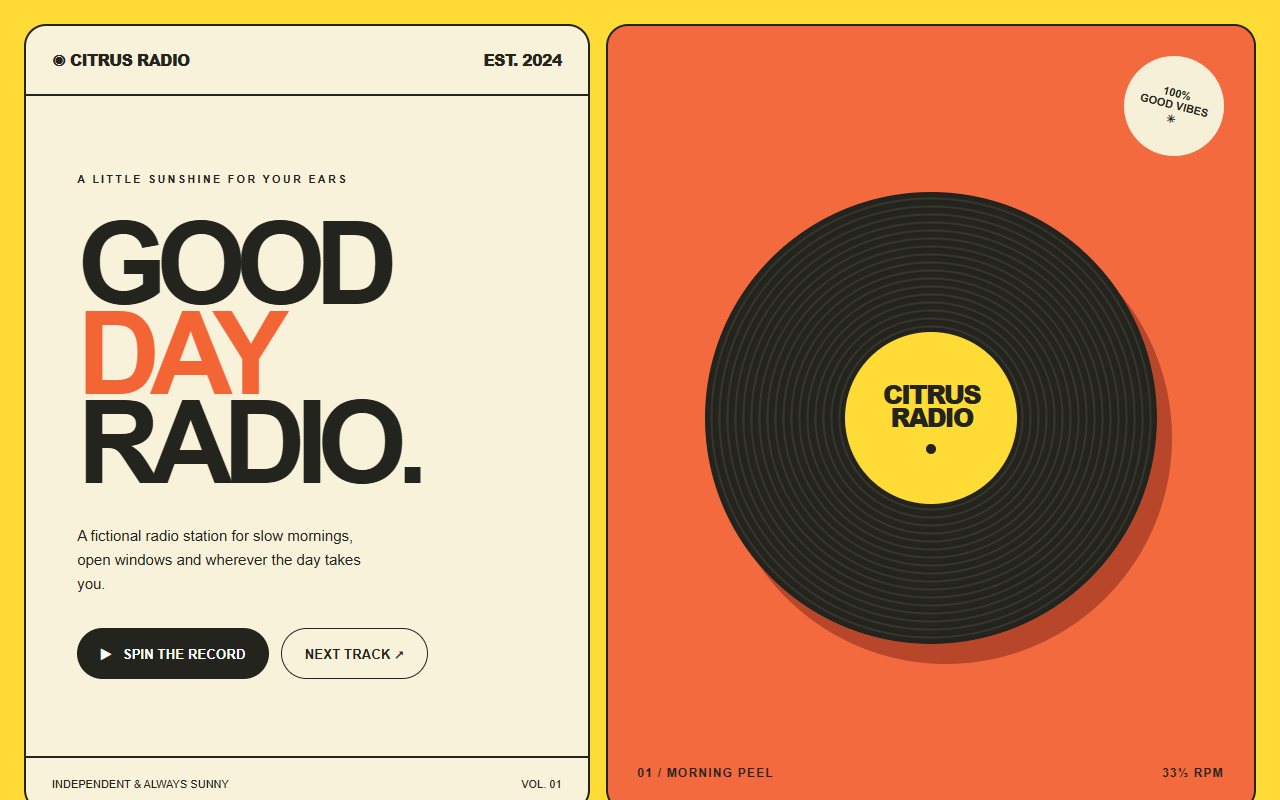 ◉ CITRUS RADIO
EST. 2024
A LITTLE SUNSHINE FOR YOUR EARS
GOOD
DAY
RADIO.
A fictional radio station for slow mornings,
open windows and wherever the day takes
you.
▶ SPIN THE RECORD
NEXT TRACK ↗
INDEPENDENT & ALWAYS SUNNY
VOL. 01
100%
GOOD VIBES
☀
CITRUS
RADIO
01 / MORNING PEEL
33⅓ RPM